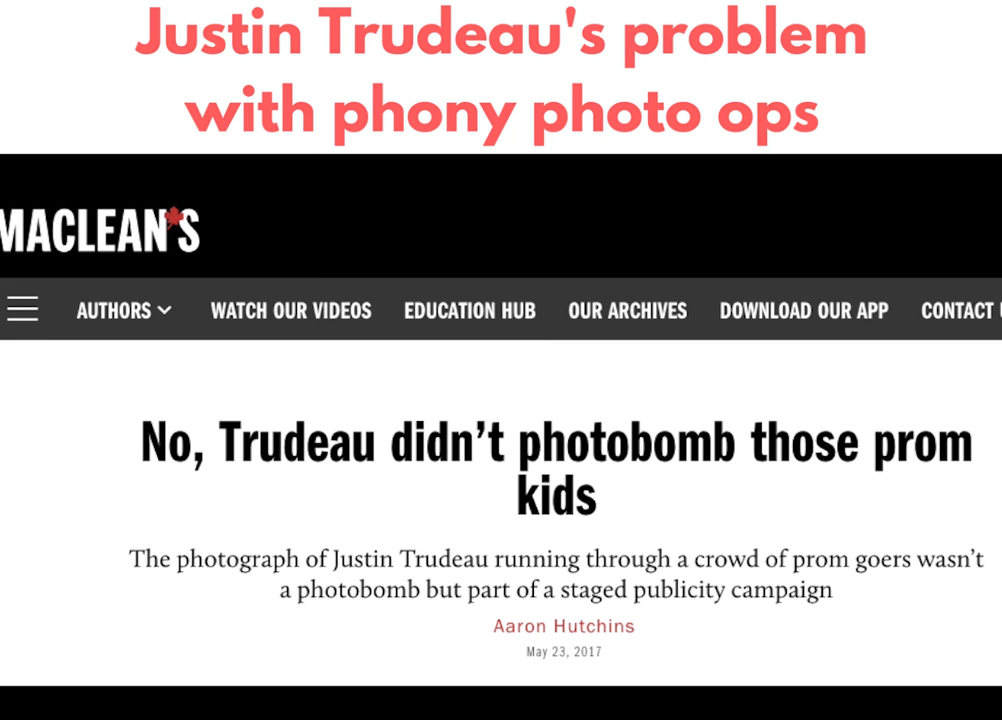 Justin Trudeau's problem
with phony photo ops
MACLEAN'S
AUTHORS WATCH OUR VIDEOS EDUCATION HUB OUR ARCHIVES DOWNLOAD OUR APP CONTACT
No, Trudeau didn't photobomb those prom
kids
The photograph of Justin Trudeau running through a crowd of prom goers wasn't
a photobomb but part of a staged publicity campaign
Aaron Hutchins
May 23, 2017